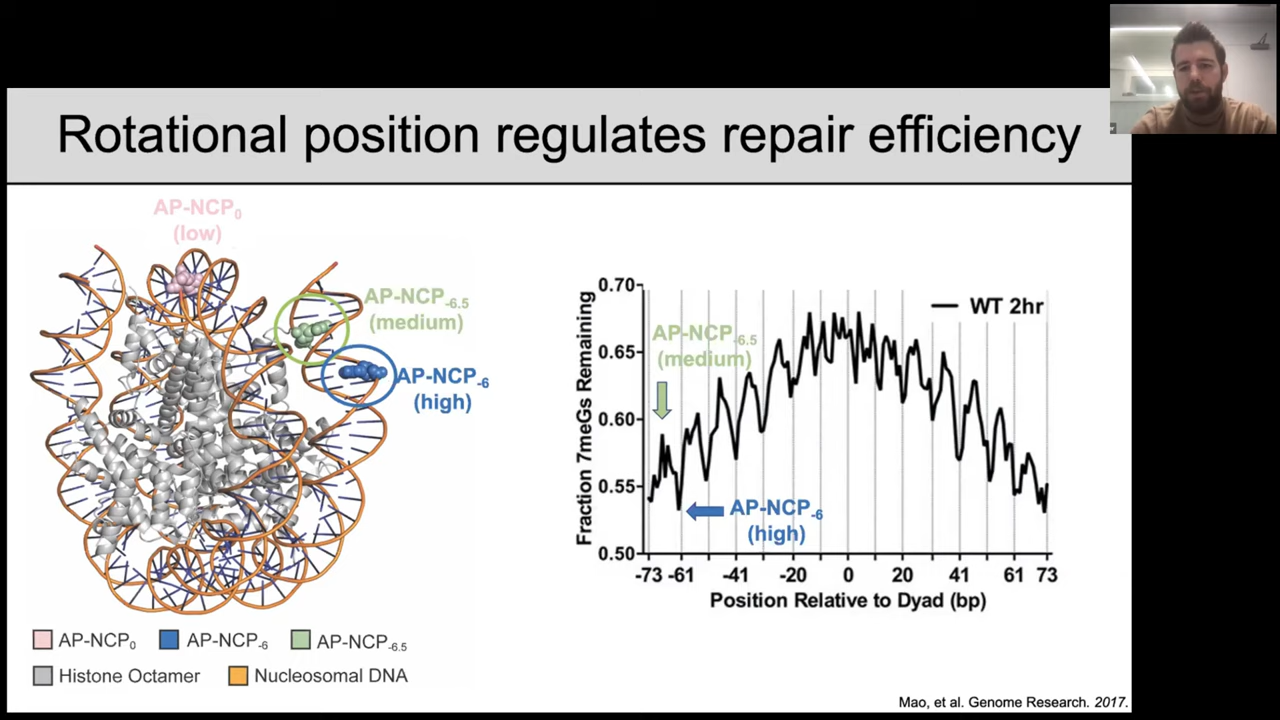 Rotational position regulates repair efficiency
AP-NCP0
(low)
AP-NCP-6.5
(medium)
AP-NCP-6
(high)
AP-NCP0
AP-NCP-6
AP-NCP-6.5
Histone Octamer
Nucleosomal DNA
Fraction 7meGs Remaining
0.70
0.65
0.60
0.55
0.50
WT 2hr
AP-NCP-6.5
(medium)
AP-NCP-6
(high)
-73 -61 -41 -20 0 20 41 61 73
Position Relative to Dyad (bp)
Mao, et al. Genome Research. 2017.